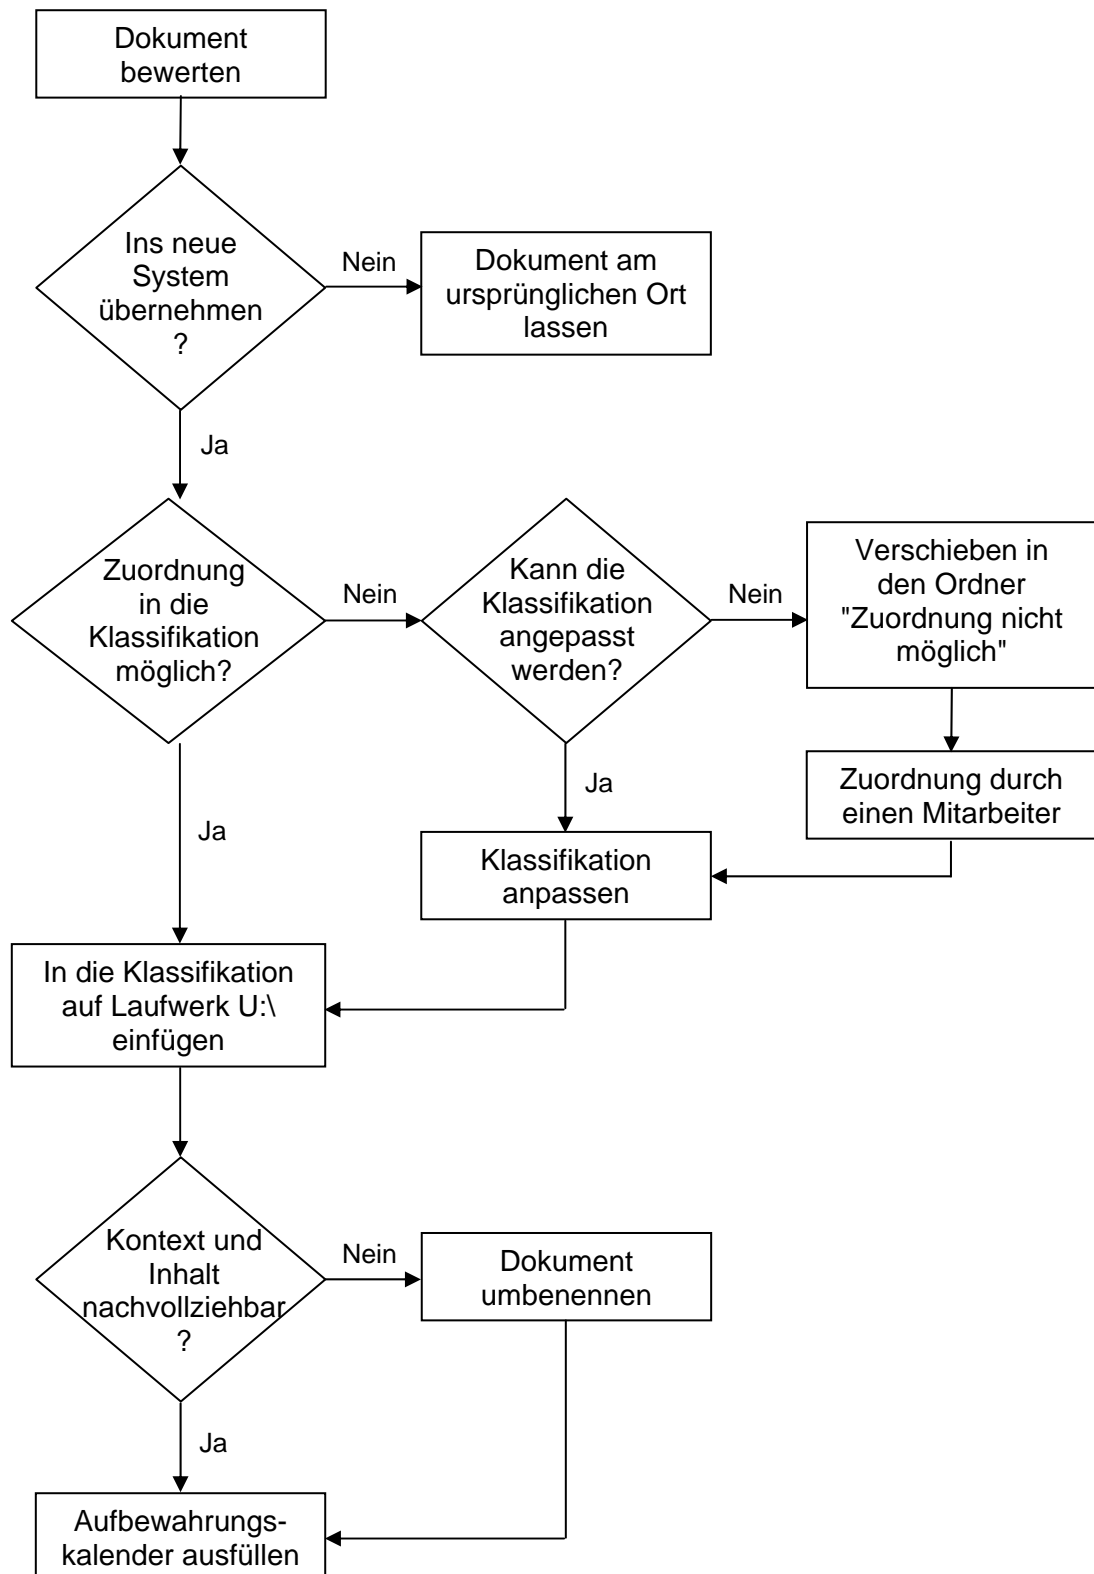 Dokument
bewerten
Ins neue
System
übernehmen
?
Nein
Dokument am
ursprünglichen Ort
lassen
Ja
Zuordnung
in die
Klassifikation
möglich?
Nein
Kann die
Klassifikation
angepasst
werden?
Nein
Verschieben in
den Ordner
"Zuordnung nicht
möglich"
Ja
Zuordnung durch
einen Mitarbeiter
Ja
Klassifikation
anpassen
In die Klassifikation
auf Laufwerk U:\
einfügen
Kontext und
Inhalt
nachvollziehbar
?
Nein
Dokument
umbenennen
Ja
Aufbewahrungs-
kalender ausfüllen